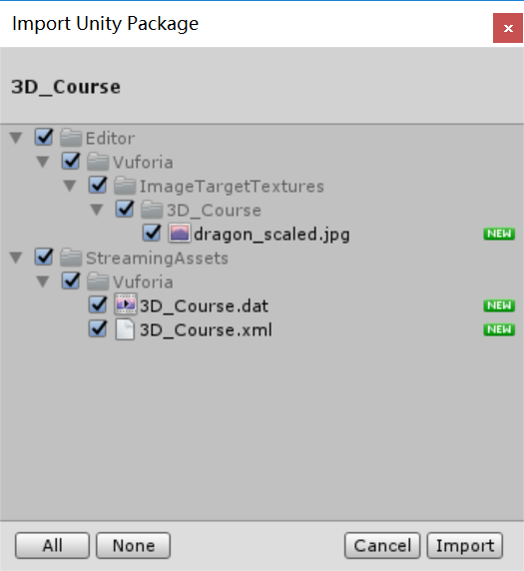 Import Unity Package
3D_Course
Editor
Vuforia
ImageTargetTextures
3D_Course
dragon_scaled.jpg NEW
StreamingAssets
Vuforia
3D_Course.dat NEW
3D_Course.xml NEW
All None Cancel Import